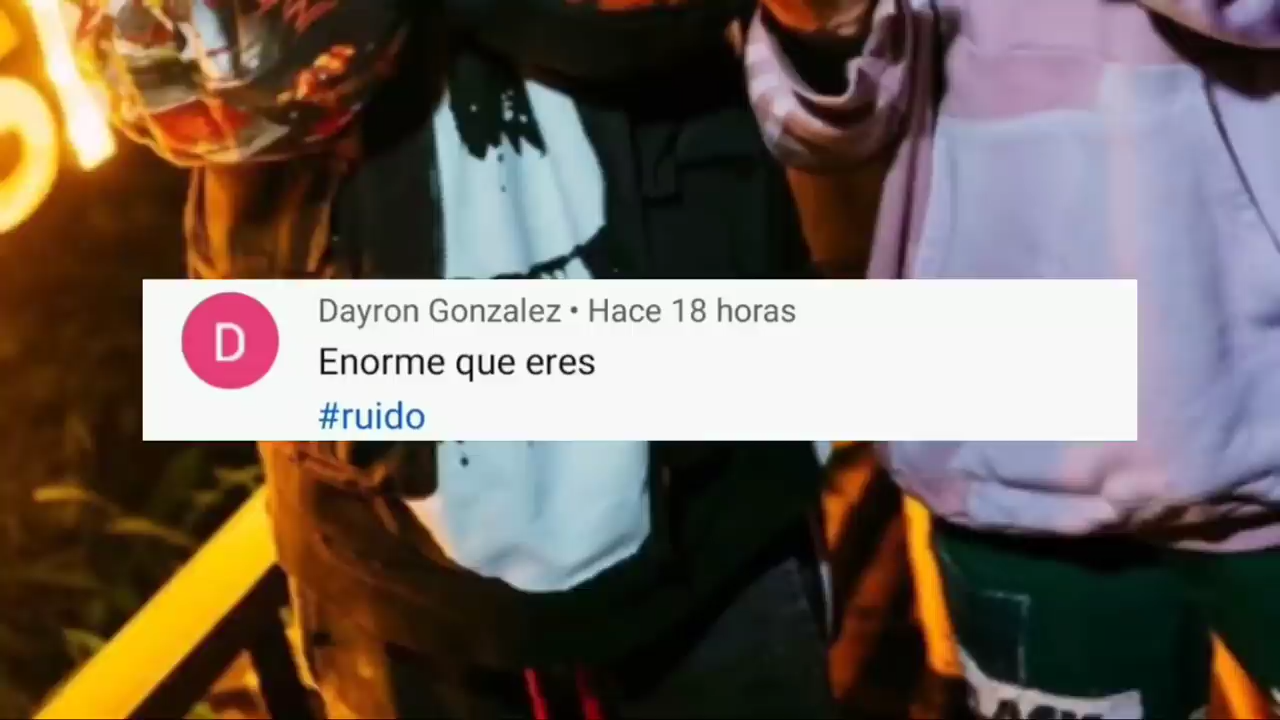 D
Dayron Gonzalez • Hace 18 horas
Enorme que eres
#ruido